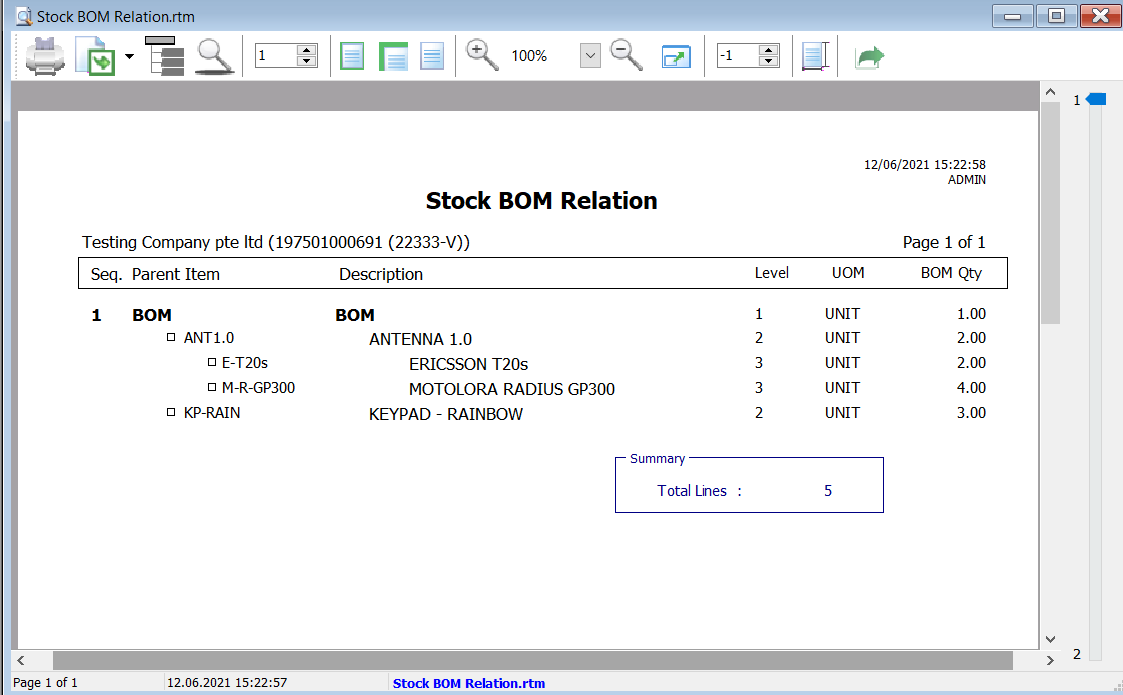 Stock BOM Relation.rtm
1 100% -1
1
12/06/2021 15:22:58
ADMIN
Stock BOM Relation
Testing Company pte ltd (197501000691 (22333-V)) Page 1 of 1
Seq. Parent Item Description Level UOM BOM Qty
1 BOM BOM 1 UNIT 1.00
ANT1.0 ANTENNA 1.0 2 UNIT 2.00
E-T20s ERICSSON T20s 3 UNIT 2.00
M-R-GP300 MOTOLORA RADIUS GP300 3 UNIT 4.00
KP-RAIN KEYPAD - RAINBOW 2 UNIT 3.00
Summary
Total Lines : 5
2
Page 1 of 1 12.06.2021 15:22:57 Stock BOM Relation.rtm